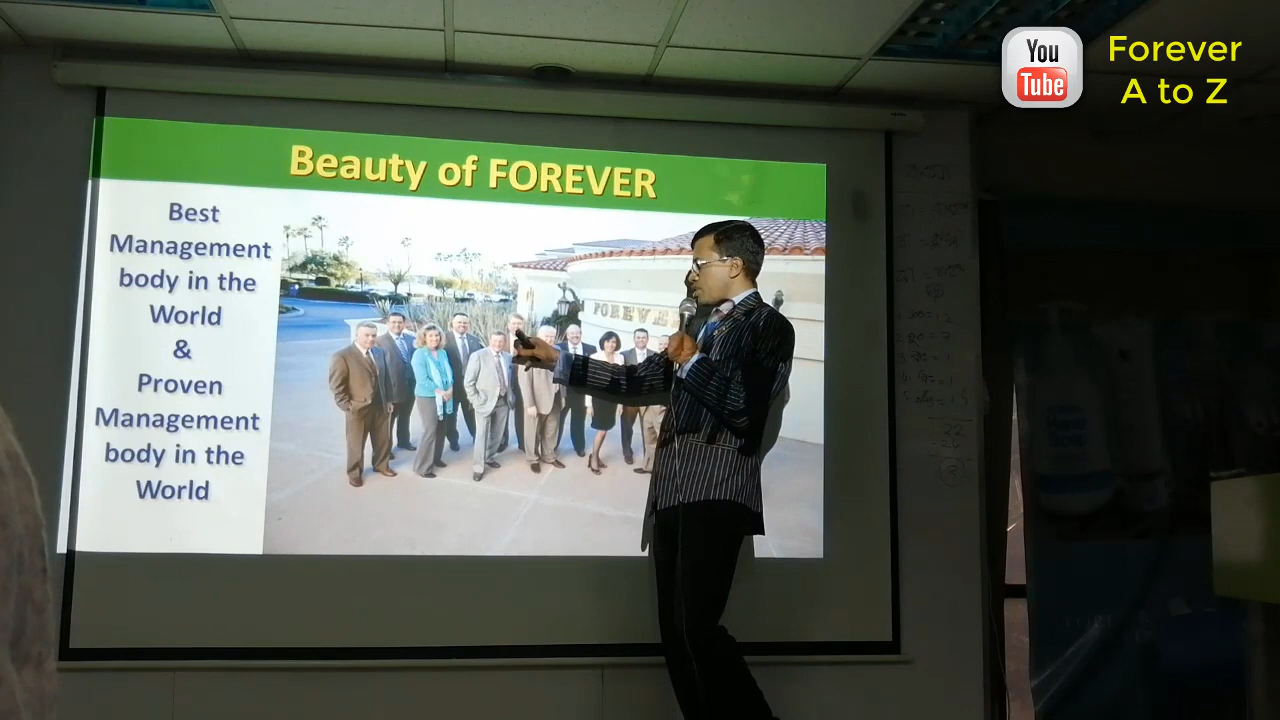 You
Tube
Forever
A to Z
Beauty of FOREVER
Best
Management
body in the
World
&
Proven
Management
body in the
World
FOREVE